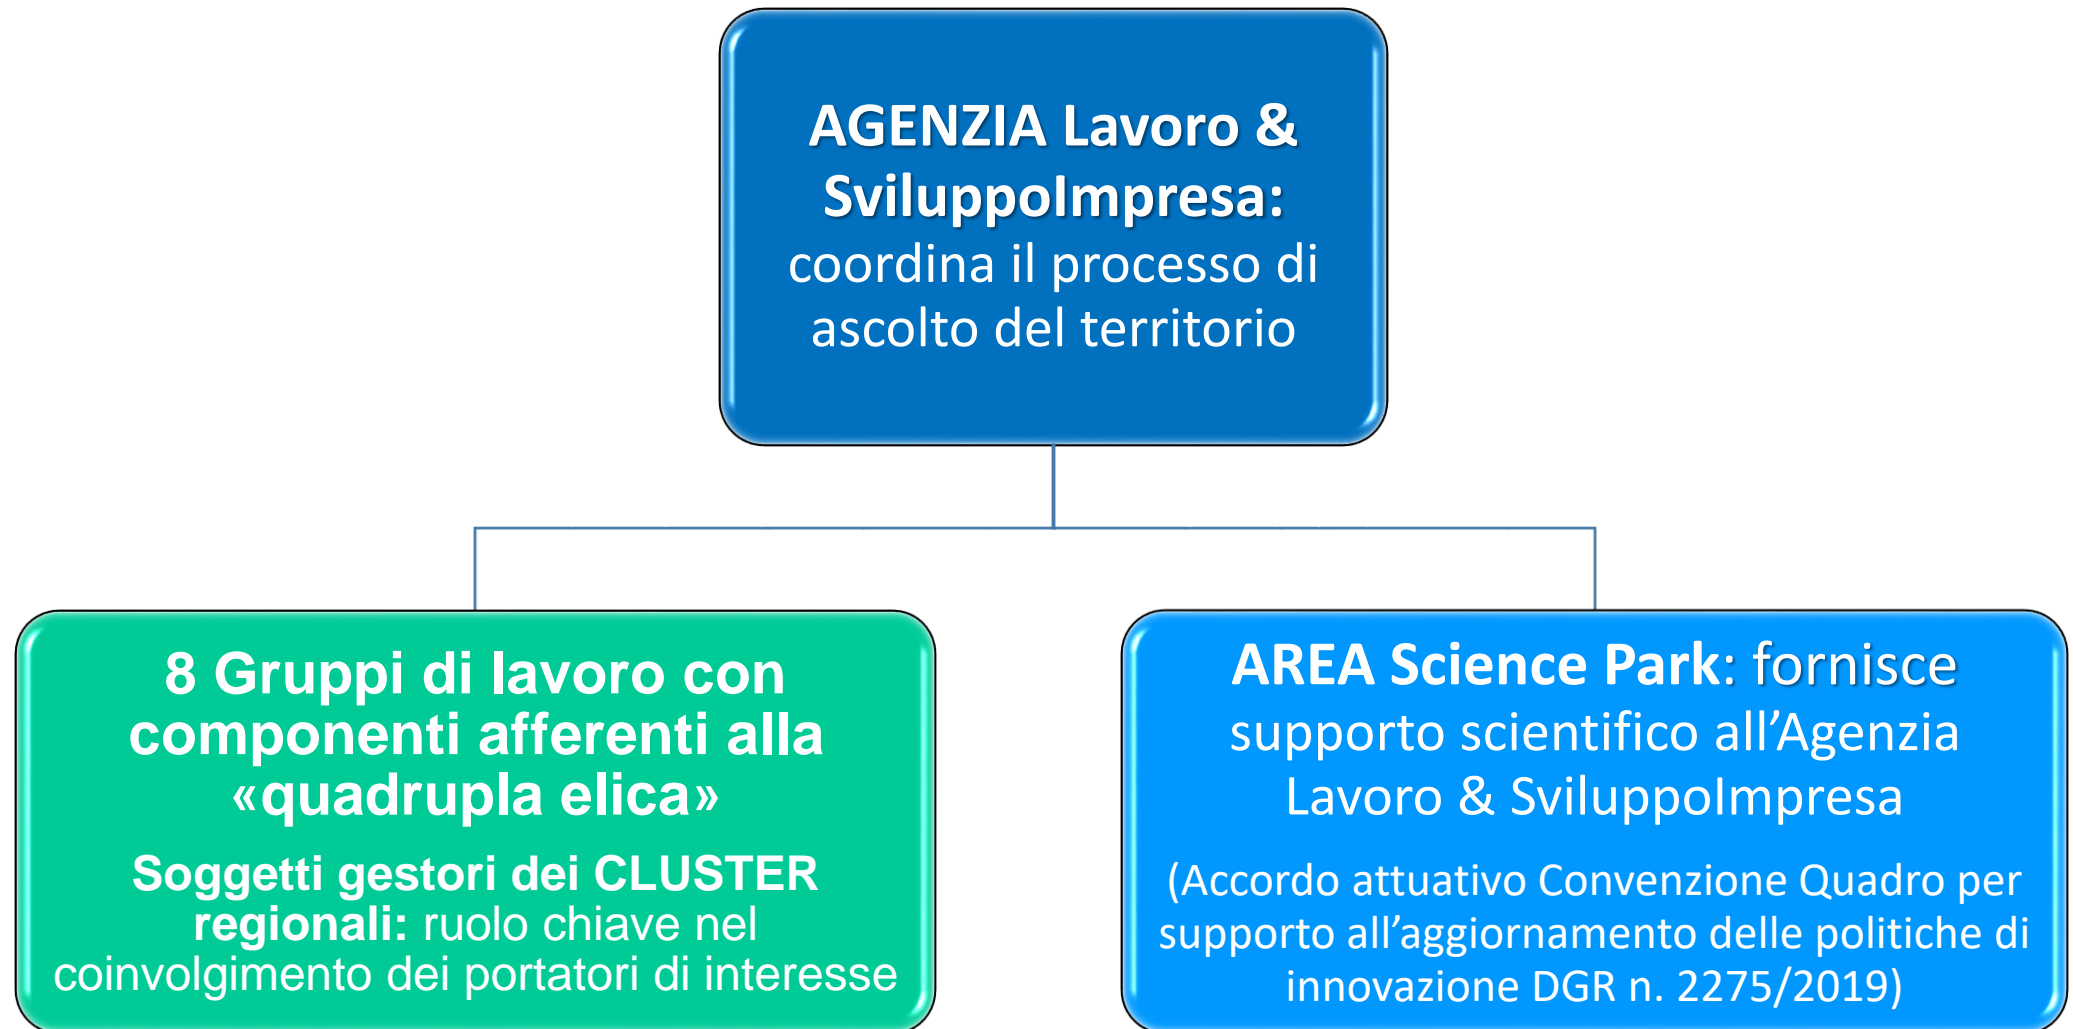 AGENZIA Lavoro &
SviluppoImpresa:
coordina il processo di
ascolto del territorio
8 Gruppi di lavoro con
componenti afferenti alla
«quadrupla elica»
Soggetti gestori dei CLUSTER
regionali: ruolo chiave nel
coinvolgimento dei portatori di interesse
AREA Science Park: fornisce
supporto scientifico all’Agenzia
Lavoro & SviluppoImpresa
(Accordo attuativo Convenzione Quadro per
supporto all’aggiornamento delle politiche di
innovazione DGR n. 2275/2019)